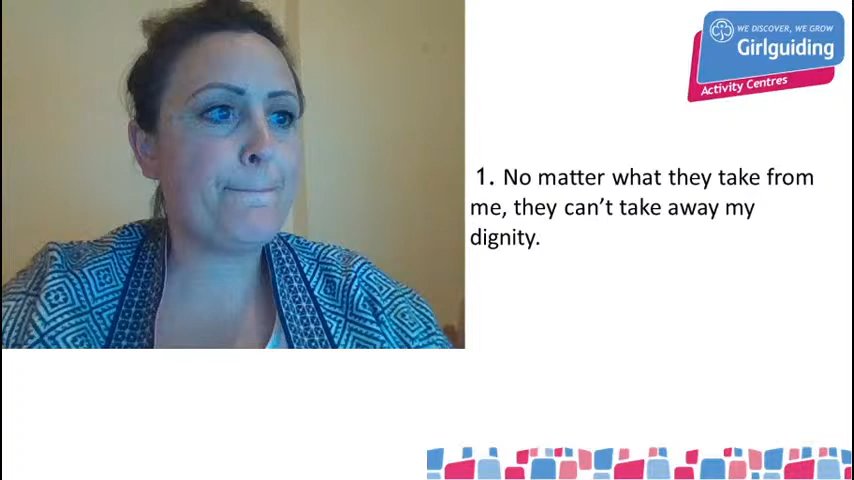 WE DISCOVER, WE GROW
Girlguiding
Activity Centres
1. No matter what they take from
me, they can’t take away my
dignity.